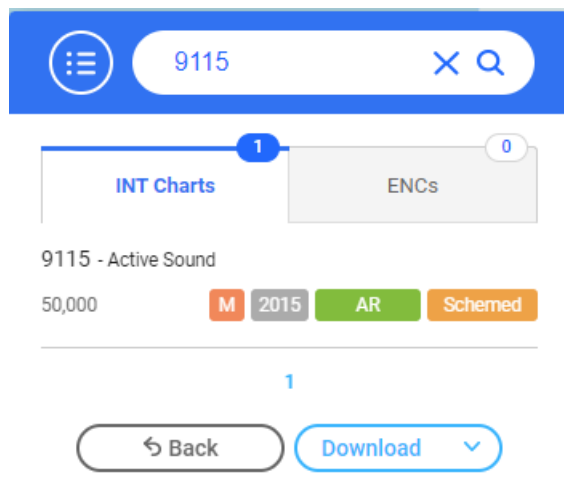 9115
1
0
INT Charts
ENCs
9115 - Active Sound
50,000 M 2015 AR Schemed
1
Back
Download